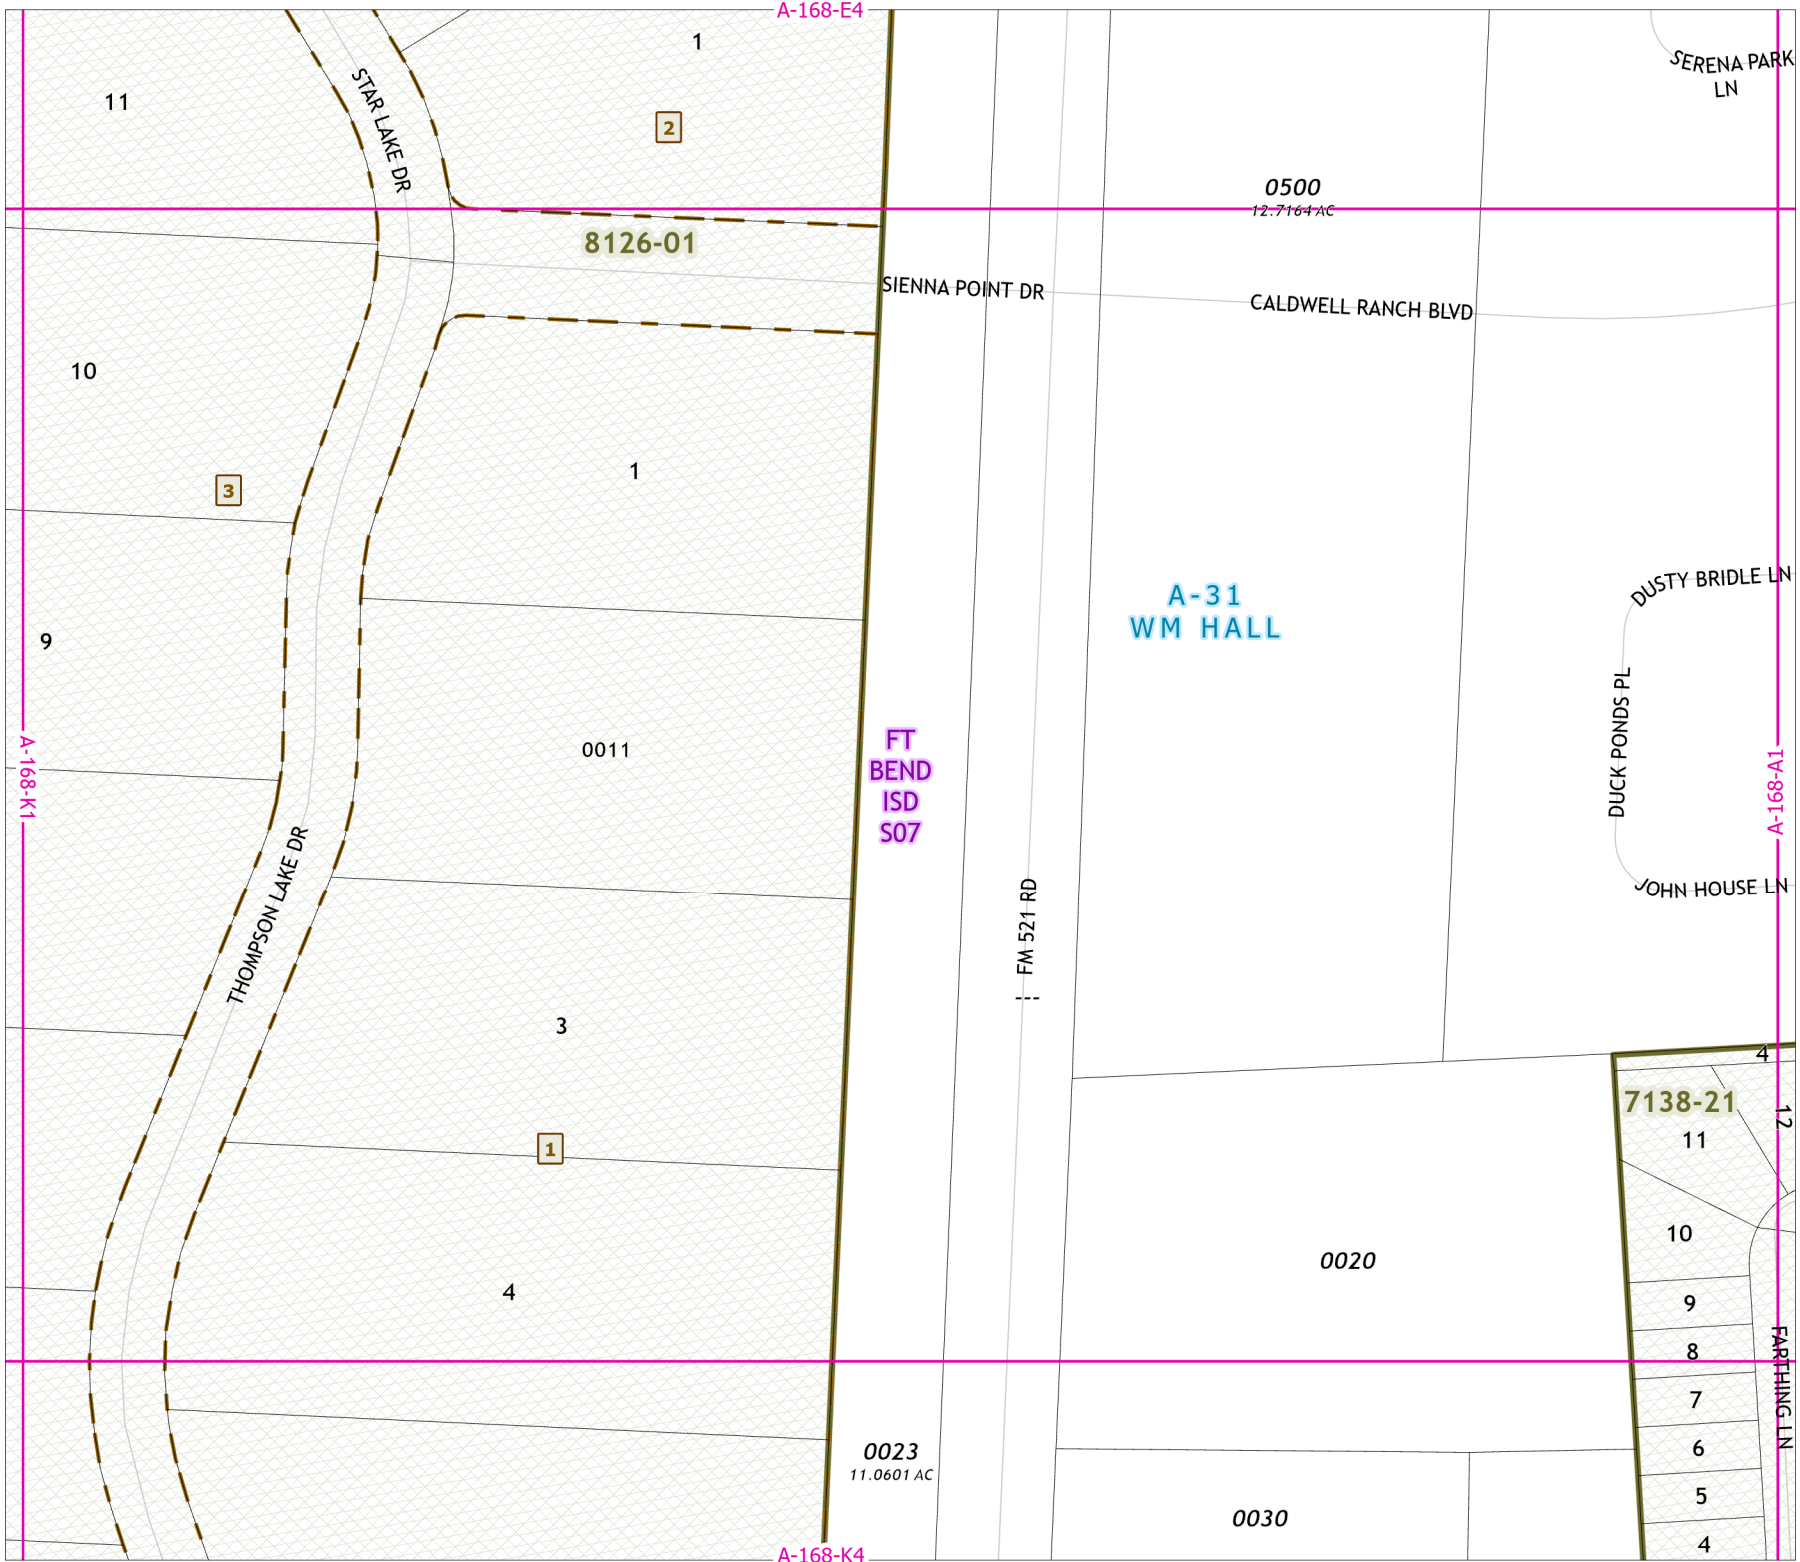 A-168-E4
1
11
2
STAR LAKE DR
SERENA PARK
LN
0500
12.7164 AC
8126-01
SIENNA POINT DR
CALDWELL RANCH BLVD
10
1
3
A-31
WM HALL
DUSTY BRIDLE LN
9
DUCK PONDS PL
A-168-K1
0011
FT
BEND
ISD
S07
A-168-A1
THOMPSON LAKE DR
JOHN HOUSE LN
FM 521 RD
---
3
4
7138-21
12
11
1
10
0020
4
9
8
FARTHING LN
7
0023
11.0601 AC
6
5
0030
4
A-168-K4